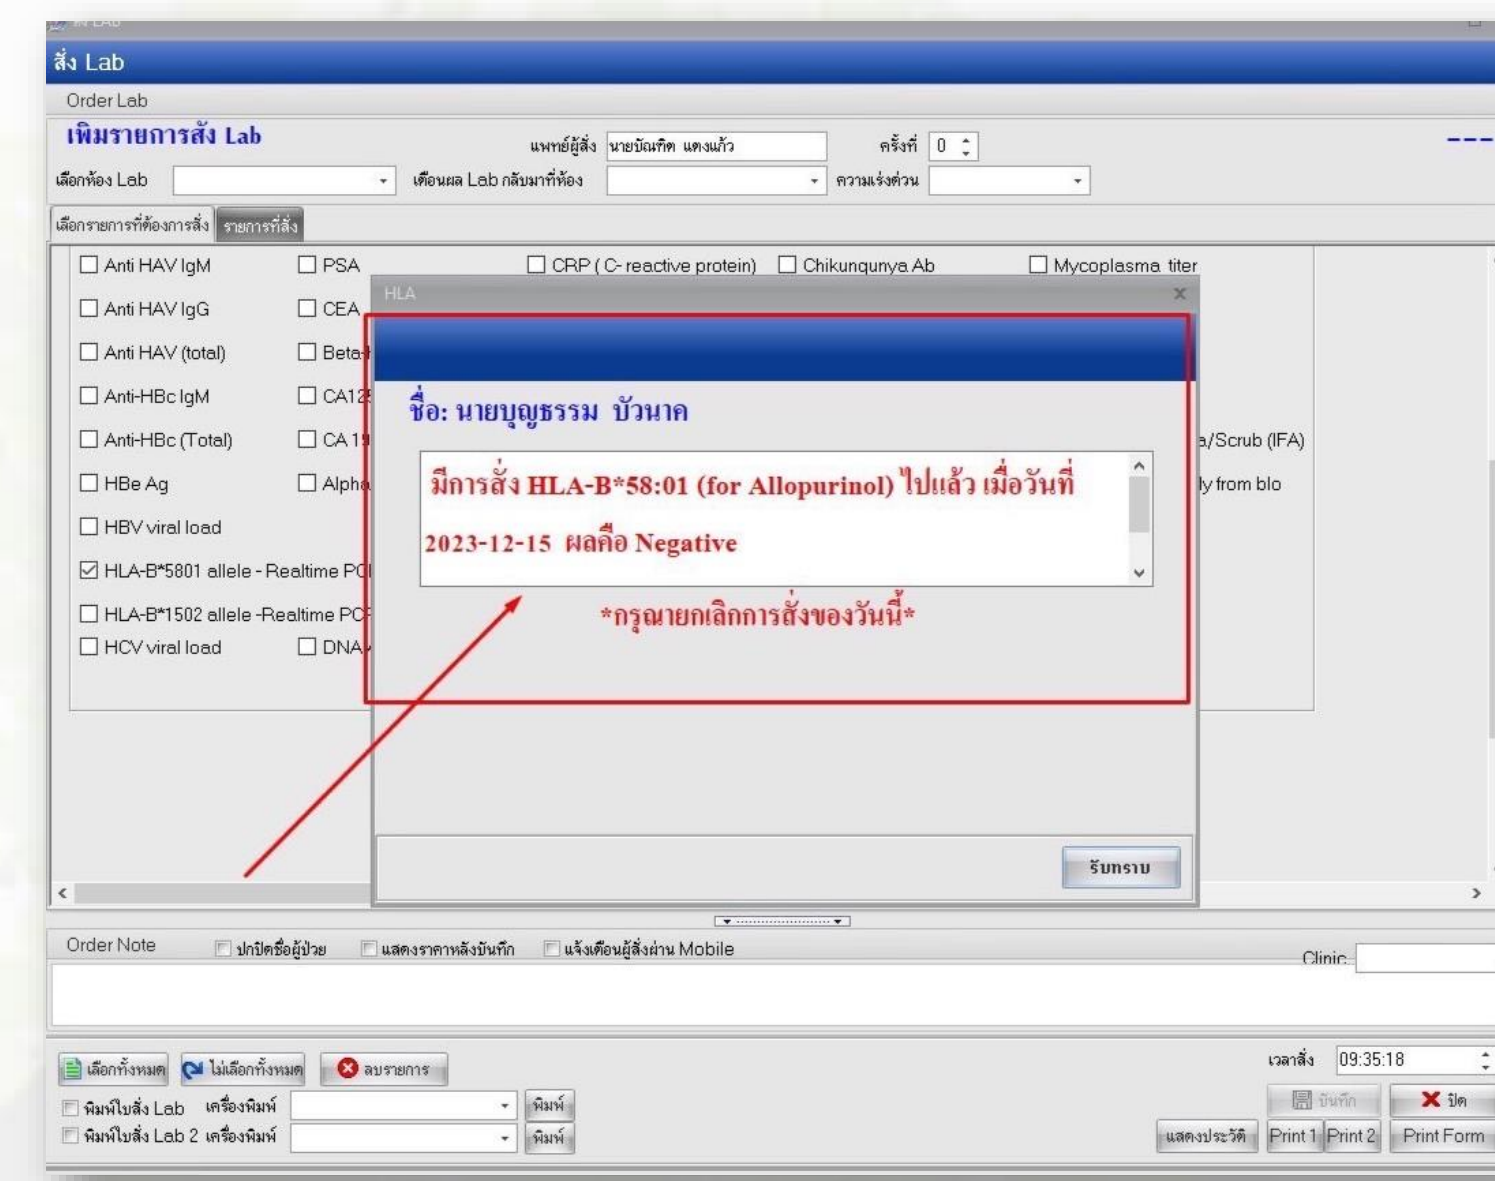 สั่ง LAB
สั่ง Lab
Order Lab
เพิ่มรายการสั่ง Lab
แพทย์ผู้สั่ง นายบัณฑิต แตงแก้ว ครั้งที่ 0
เลือกห้อง Lab เตือนผล Lab กลับมาที่ห้อง ความเร่งด่วน
เลือกรายการที่ต้องการสั่ง รายการที่สั่ง
Anti HAV IgM PSA CRP ( C- reactive protein) Chikungunya Ab Mycoplasma titer
HLA
Anti HAV IgG CEA
Anti HAV (total) Beta-
Anti-HBc IgM CA125
ชื่อ: นายบุญธรรม บัวนาค
Anti-HBc (Total) CA 19 a/Scrub (IFA)
HBe Ag Alpha ly from blo
มีการสั่ง HLA-B*58:01 (for Allopurinol) ไปแล้ว เมื่อวันที่
HBV viral load
2023-12-15 ผลคือ Negative
HLA-B*5801 allele - Realtime PCR
HLA-B*1502 allele -Realtime PCR
*กรุณายกเลิกการสั่งของวันนี้*
HCV viral load DNA
รับทราบ
Order Note ปกปิดชื่อผู้ป่วย แสดงราคาหลังบันทึก แจ้งเตือนผู้สั่งผ่าน Mobile
Clinic
เลือกทั้งหมด ไม่เลือกทั้งหมด ลบรายการ เวลาสั่ง 09:35:18
พิมพ์ใบสั่ง Lab เครื่องพิมพ์ พิมพ์ บันทึก ปิด
พิมพ์ใบสั่ง Lab 2 เครื่องพิมพ์ พิมพ์ แสดงประวัติ Print 1 Print 2 Print Form